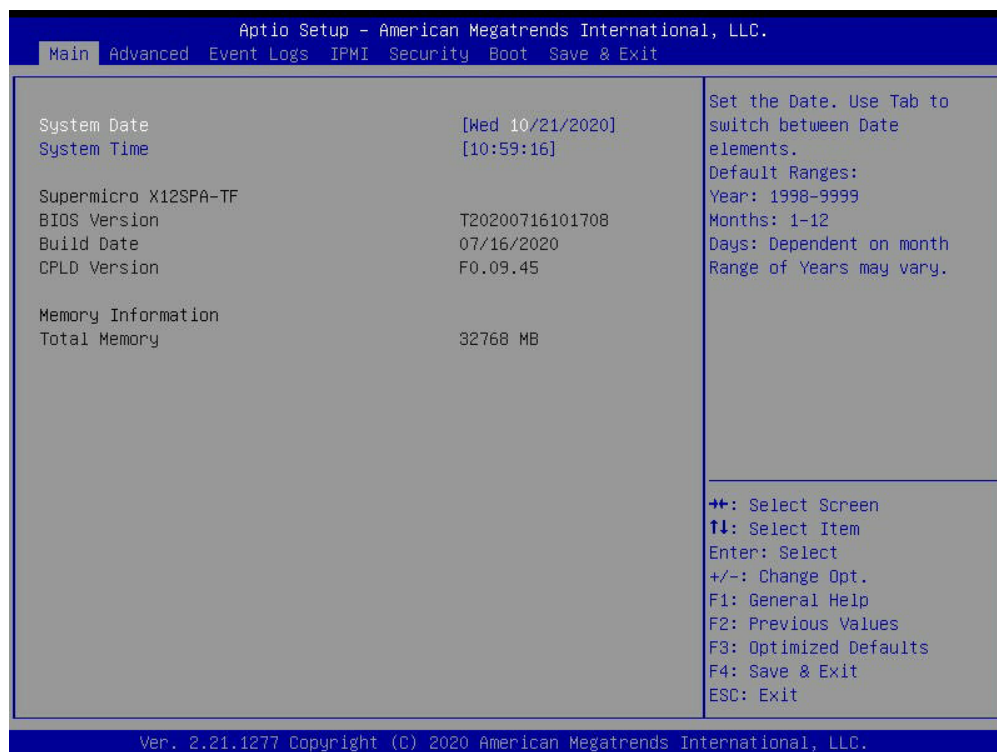 Aptio Setup – American Megatrends International, LLC.
Main Advanced Event Logs IPMI Security Boot Save & Exit
System Date [Wed 10/21/2020]
System Time [10:59:16]
Supermicro X12SPA-TF
BIOS Version T20200716101708
Build Date 07/16/2020
CPLD Version F0.09.45
Memory Information
Total Memory 32768 MB
Set the Date. Use Tab to
switch between Date
elements.
Default Ranges:
Year: 1998-9999
Months: 1-12
Days: Dependent on month
Range of Years may vary.
→←: Select Screen
↑↓: Select Item
Enter: Select
+/-: Change Opt.
F1: General Help
F2: Previous Values
F3: Optimized Defaults
F4: Save & Exit
ESC: Exit
Ver. 2.21.1277 Copyright (C) 2020 American Megatrends International, LLC.